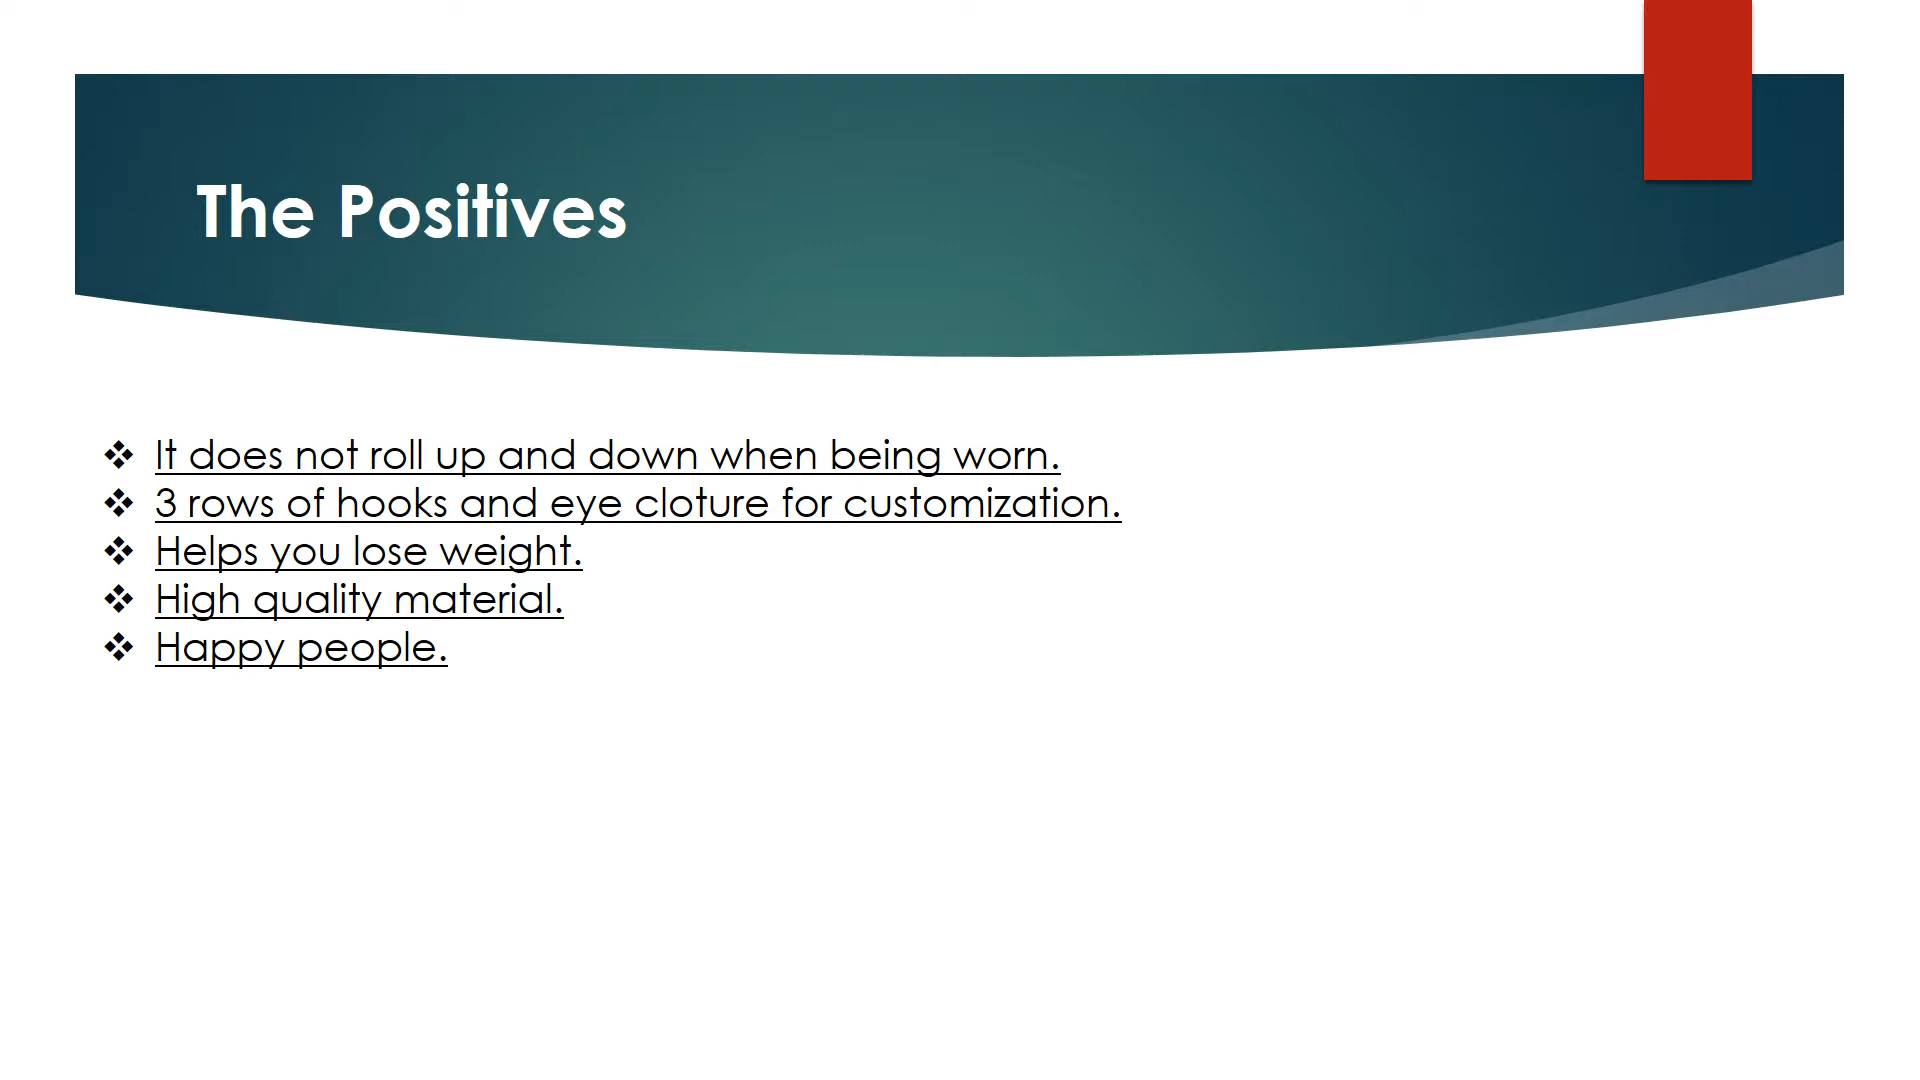 The Positives
❖ It does not roll up and down when being worn.
❖ 3 rows of hooks and eye cloture for customization.
❖ Helps you lose weight.
❖ High quality material.
❖ Happy people.